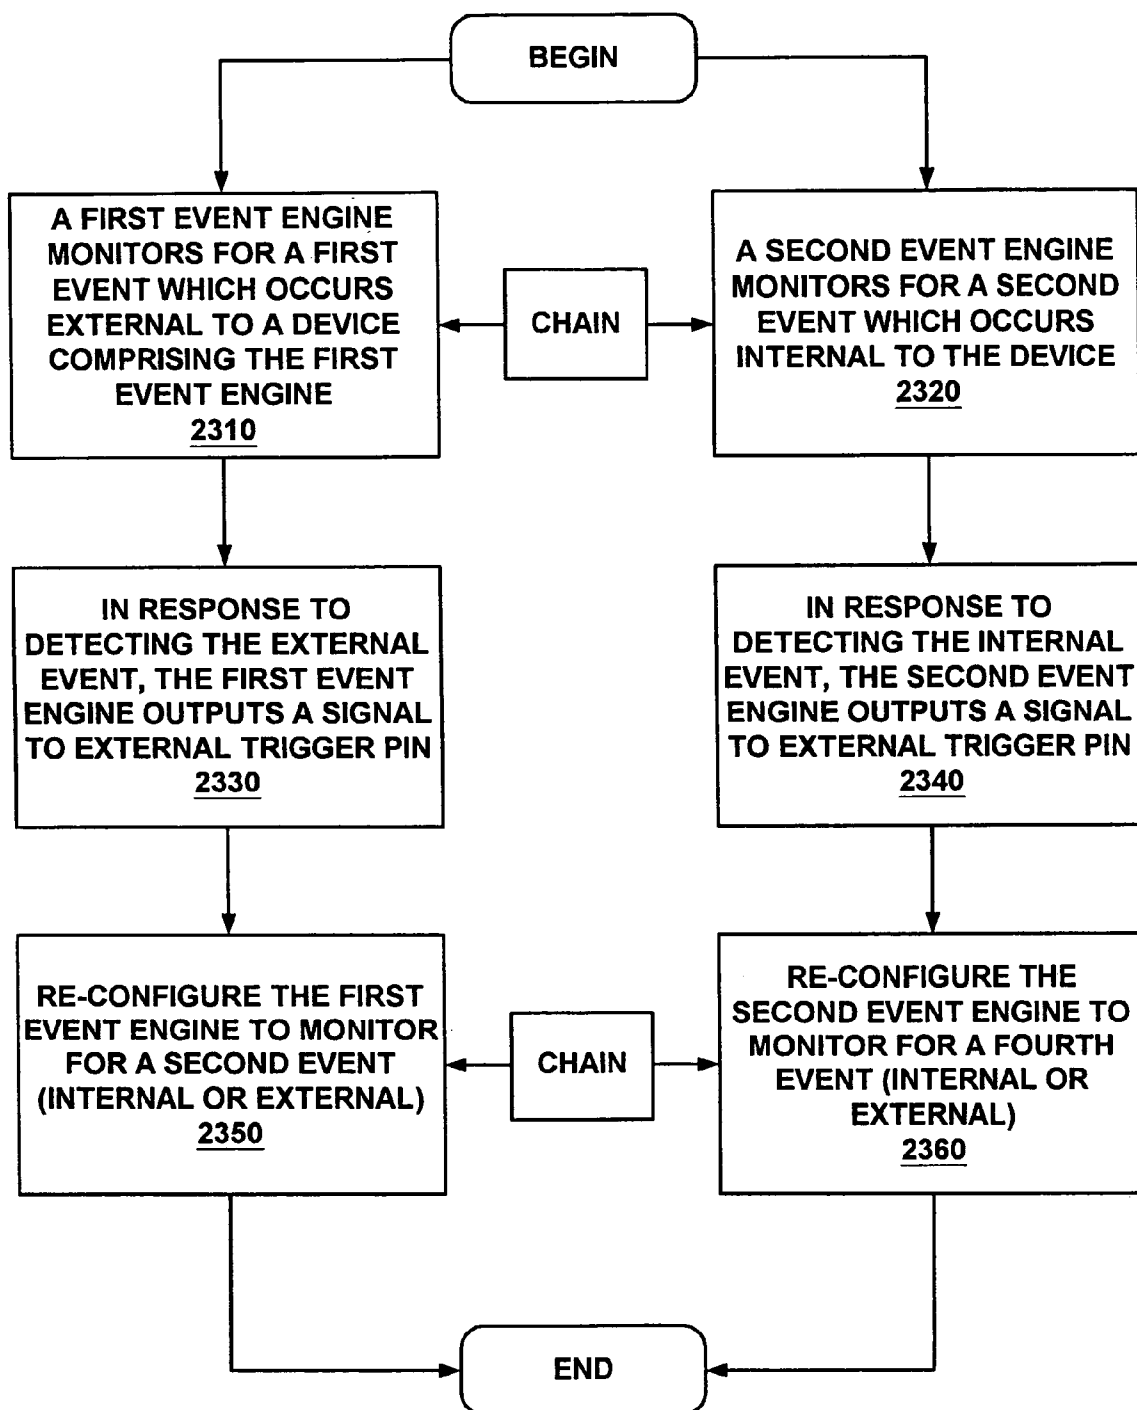 BEGIN
A FIRST EVENT ENGINE
MONITORS FOR A FIRST
EVENT WHICH OCCURS
EXTERNAL TO A DEVICE
COMPRISING THE FIRST
EVENT ENGINE
2310
CHAIN
A SECOND EVENT ENGINE
MONITORS FOR A SECOND
EVENT WHICH OCCURS
INTERNAL TO THE DEVICE
2320
IN RESPONSE TO
DETECTING THE EXTERNAL
EVENT, THE FIRST EVENT
ENGINE OUTPUTS A SIGNAL
TO EXTERNAL TRIGGER PIN
2330
IN RESPONSE TO
DETECTING THE INTERNAL
EVENT, THE SECOND EVENT
ENGINE OUTPUTS A SIGNAL
TO EXTERNAL TRIGGER PIN
2340
RE-CONFIGURE THE FIRST
EVENT ENGINE TO MONITOR
FOR A SECOND EVENT
(INTERNAL OR EXTERNAL)
2350
CHAIN
RE-CONFIGURE THE
SECOND EVENT ENGINE TO
MONITOR FOR A FOURTH
EVENT (INTERNAL OR
EXTERNAL)
2360
END